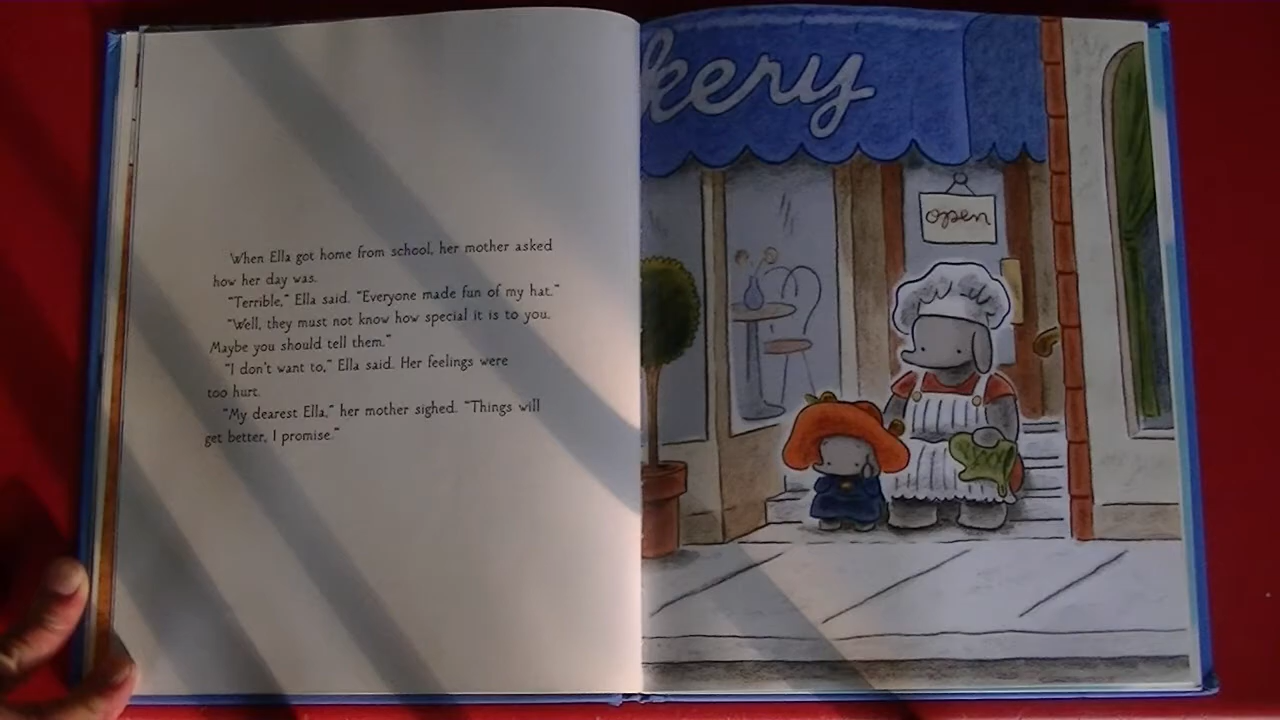 When Ella got home from school, her mother asked
how her day was.
"Terrible," Ella said. "Everyone made fun of my hat."
"Well, they must not know how special it is to you.
Maybe you should tell them."
"I don't want to," Ella said. Her feelings were
too hurt.
"My dearest Ella," her mother sighed. "Things will
get better, I promise."
kery
open